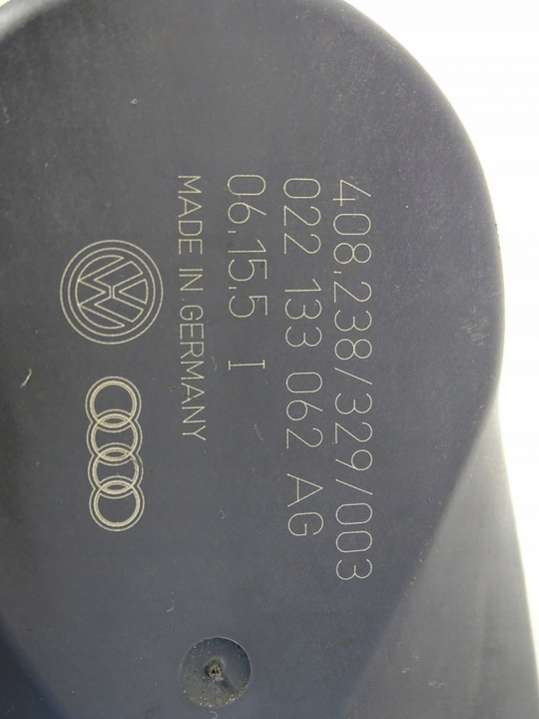 408.238/329/003
022 133 062 AG
06.15.5 I
MADE IN GERMANY